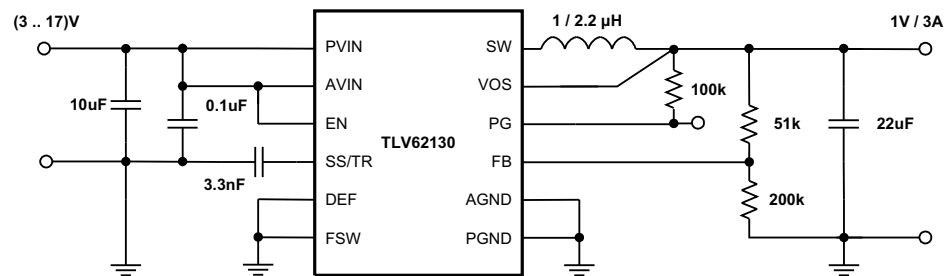 (3 .. 17)V
1 / 2.2 µH
1V / 3A
PVIN
SW
AVIN
VOS
10uF
0.1uF
100k
EN
PG
51k
22uF
TLV62130
SS/TR
FB
3.3nF
DEF
AGND
200k
FSW
PGND